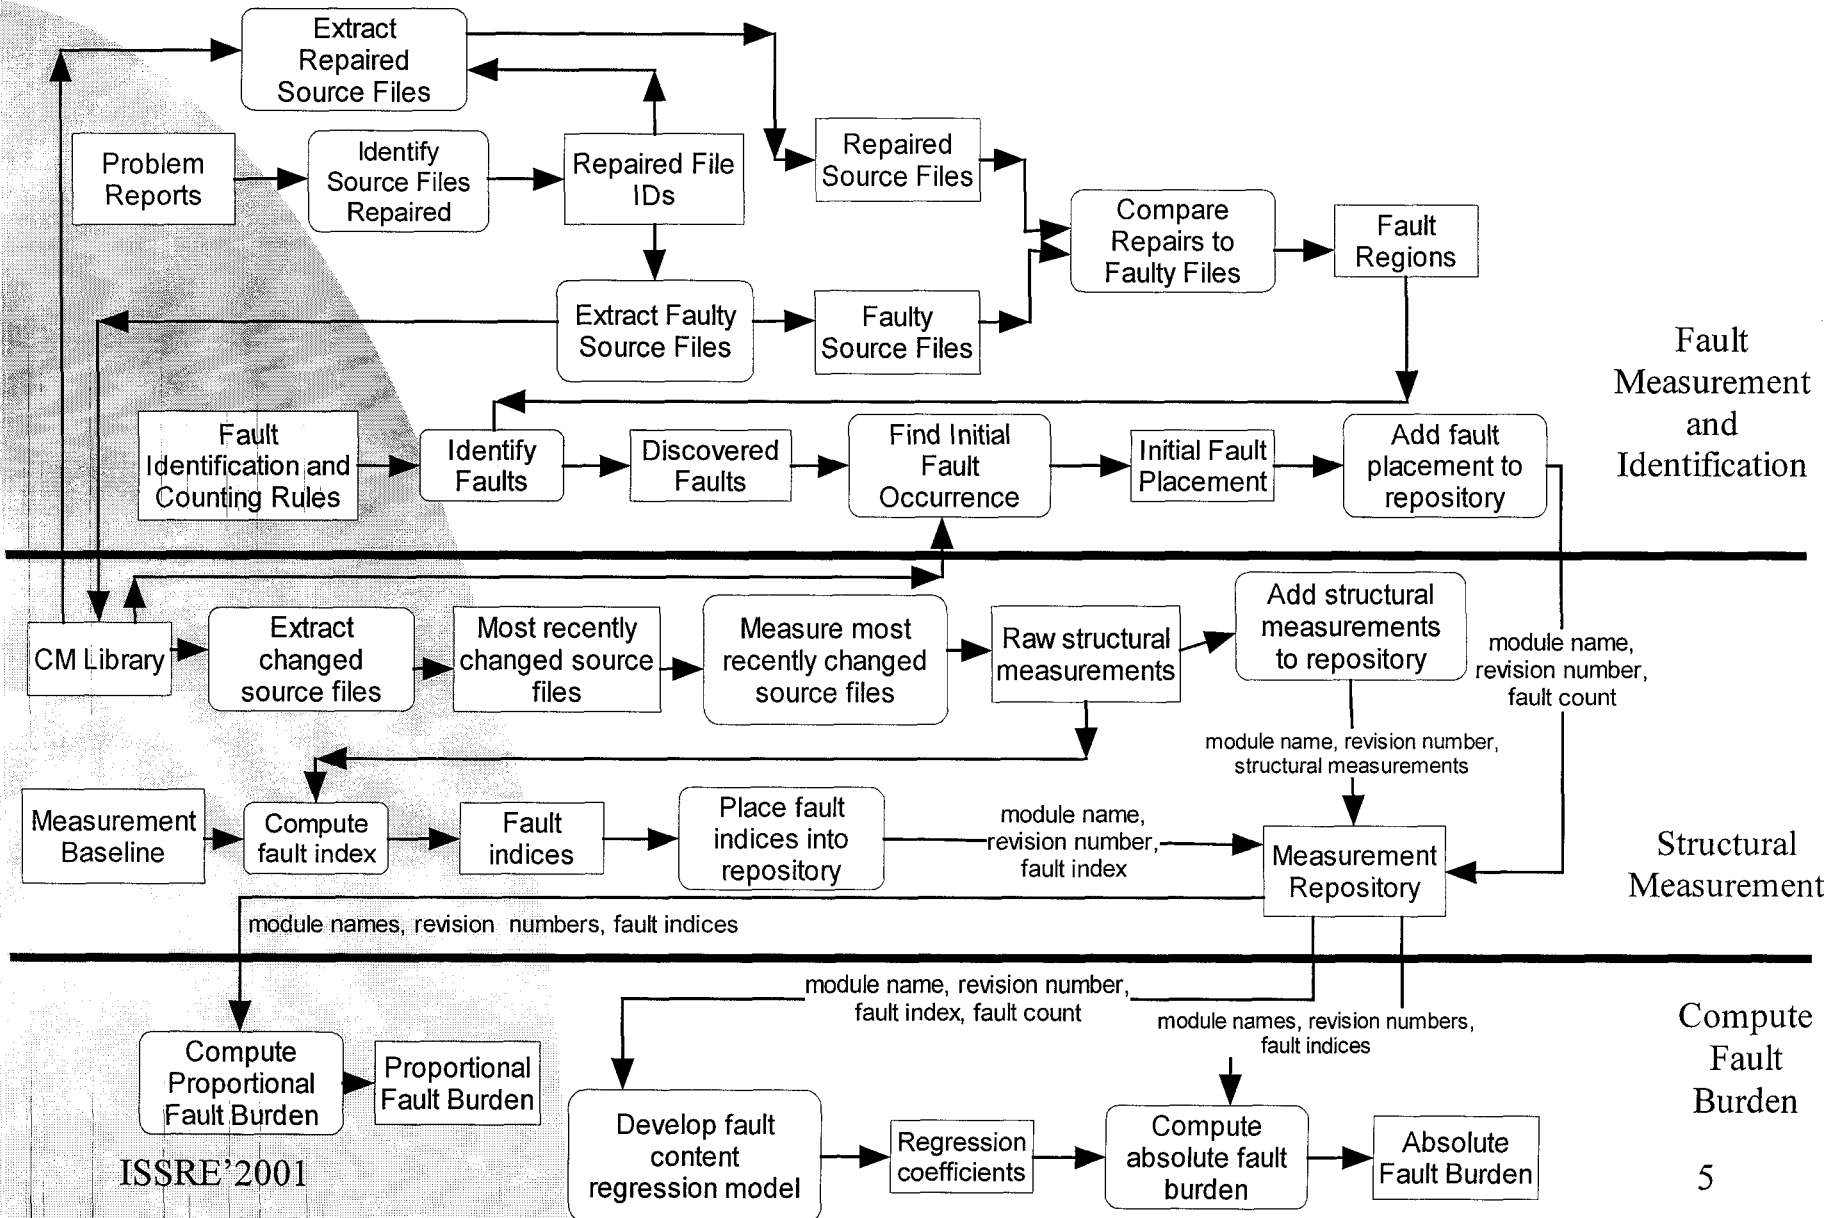 Extract
Repaired
Source Files
Problem
Reports
Identify
Source Files
Repaired
Repaired File
IDs
Repaired
Source Files
Compare
Repairs to
Faulty Files
Fault
Regions
Extract Faulty
Source Files
Faulty
Source Files
Fault
Measurement
and
Identification
Fault
Identification and
Counting Rules
Identify
Faults
Discovered
Faults
Find Initial
Fault
Occurrence
Initial Fault
Placement
Add fault
placement to
repository
CM Library
Extract
changed
source files
Most recently
changed source
files
Measure most
recently changed
source files
Raw structural
measurements
Add structural
measurements
to repository
module name,
revision number,
fault count
module name, revision number,
structural measurements
Measurement
Baseline
Compute
fault index
Fault
indices
Place fault
indices into
repository
module name,
revision number,
fault index
Measurement
Repository
Structural
Measurement
module names, revision numbers, fault indices
module name, revision number,
fault index, fault count
module names, revision numbers,
fault indices
Compute
Fault
Burden
Compute
Proportional
Fault Burden
Proportional
Fault Burden
Develop fault
content
regression model
Regression
coefficients
Compute
absolute fault
burden
Absolute
Fault Burden
ISSRE'2001
5